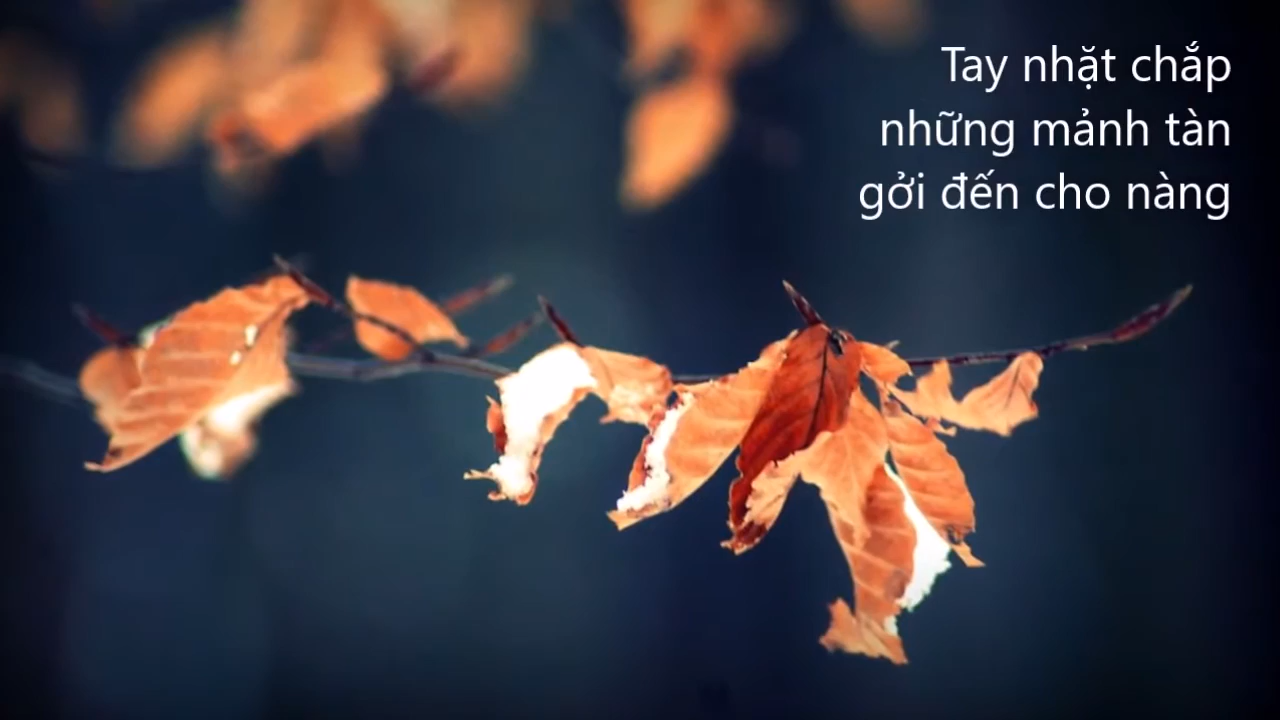 Tay nhặt chắp
những mảnh tàn
gởi đến cho nàng